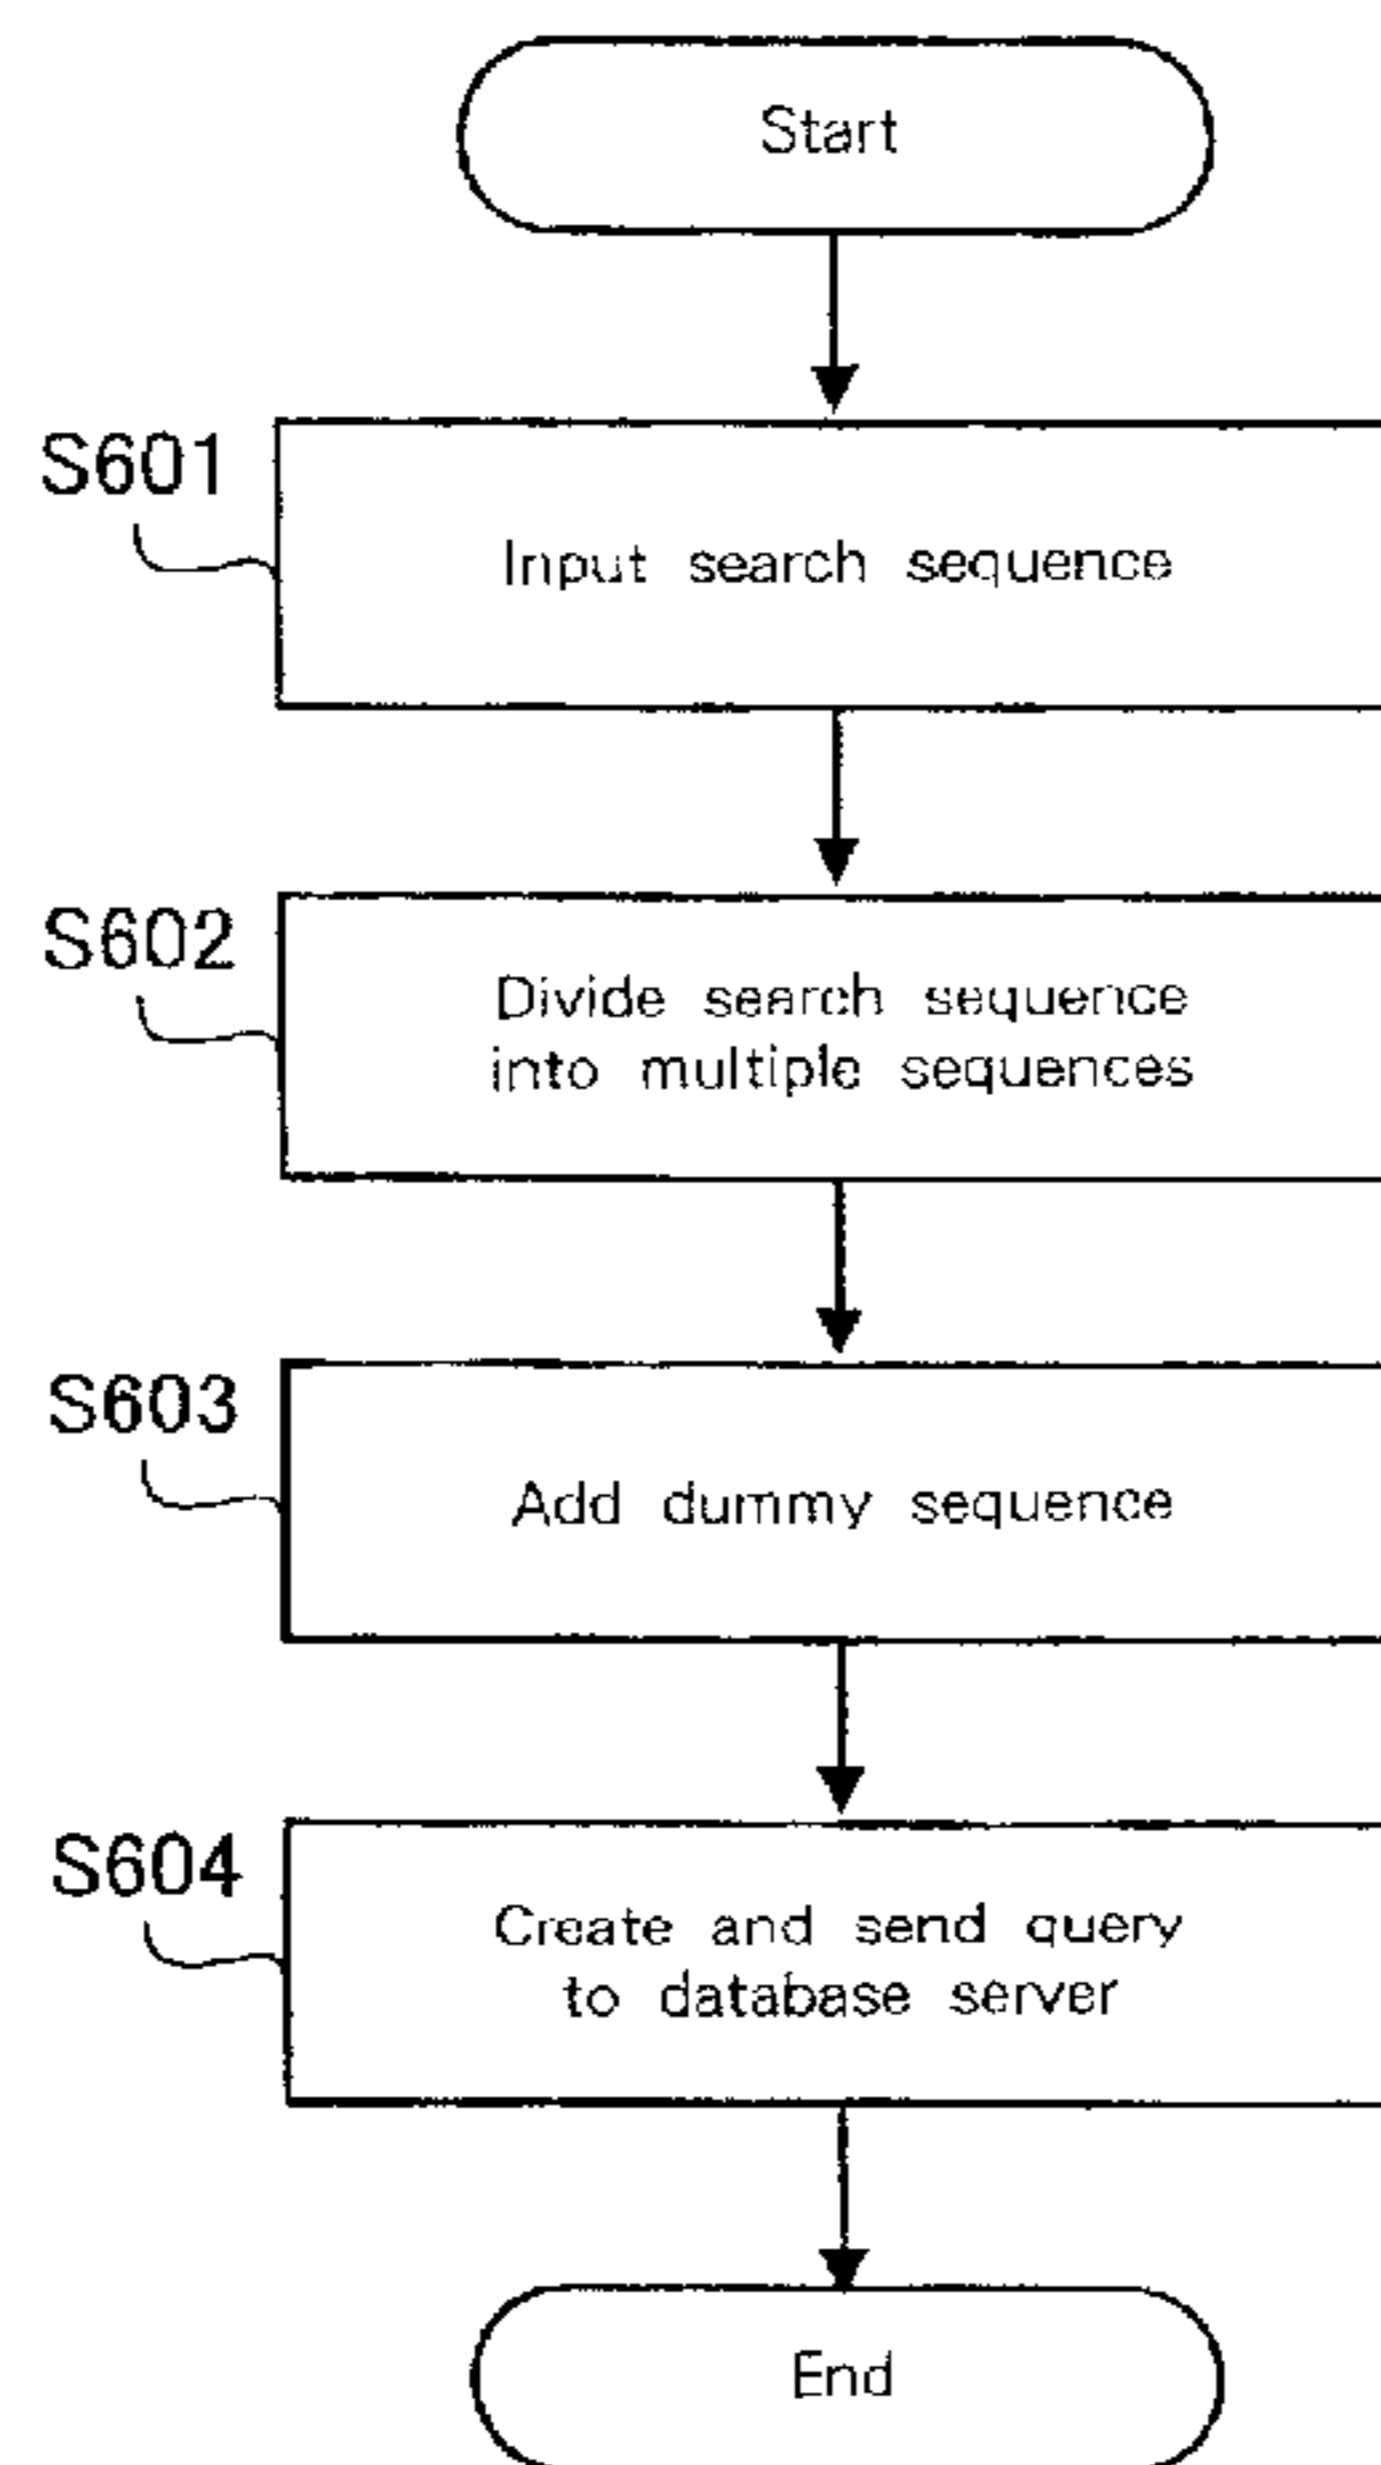 Start
S601
Input search sequence
S602
Divide search sequence
into multiple sequences
S603
Add dummy sequence
S604
Create and send query
to database server
End